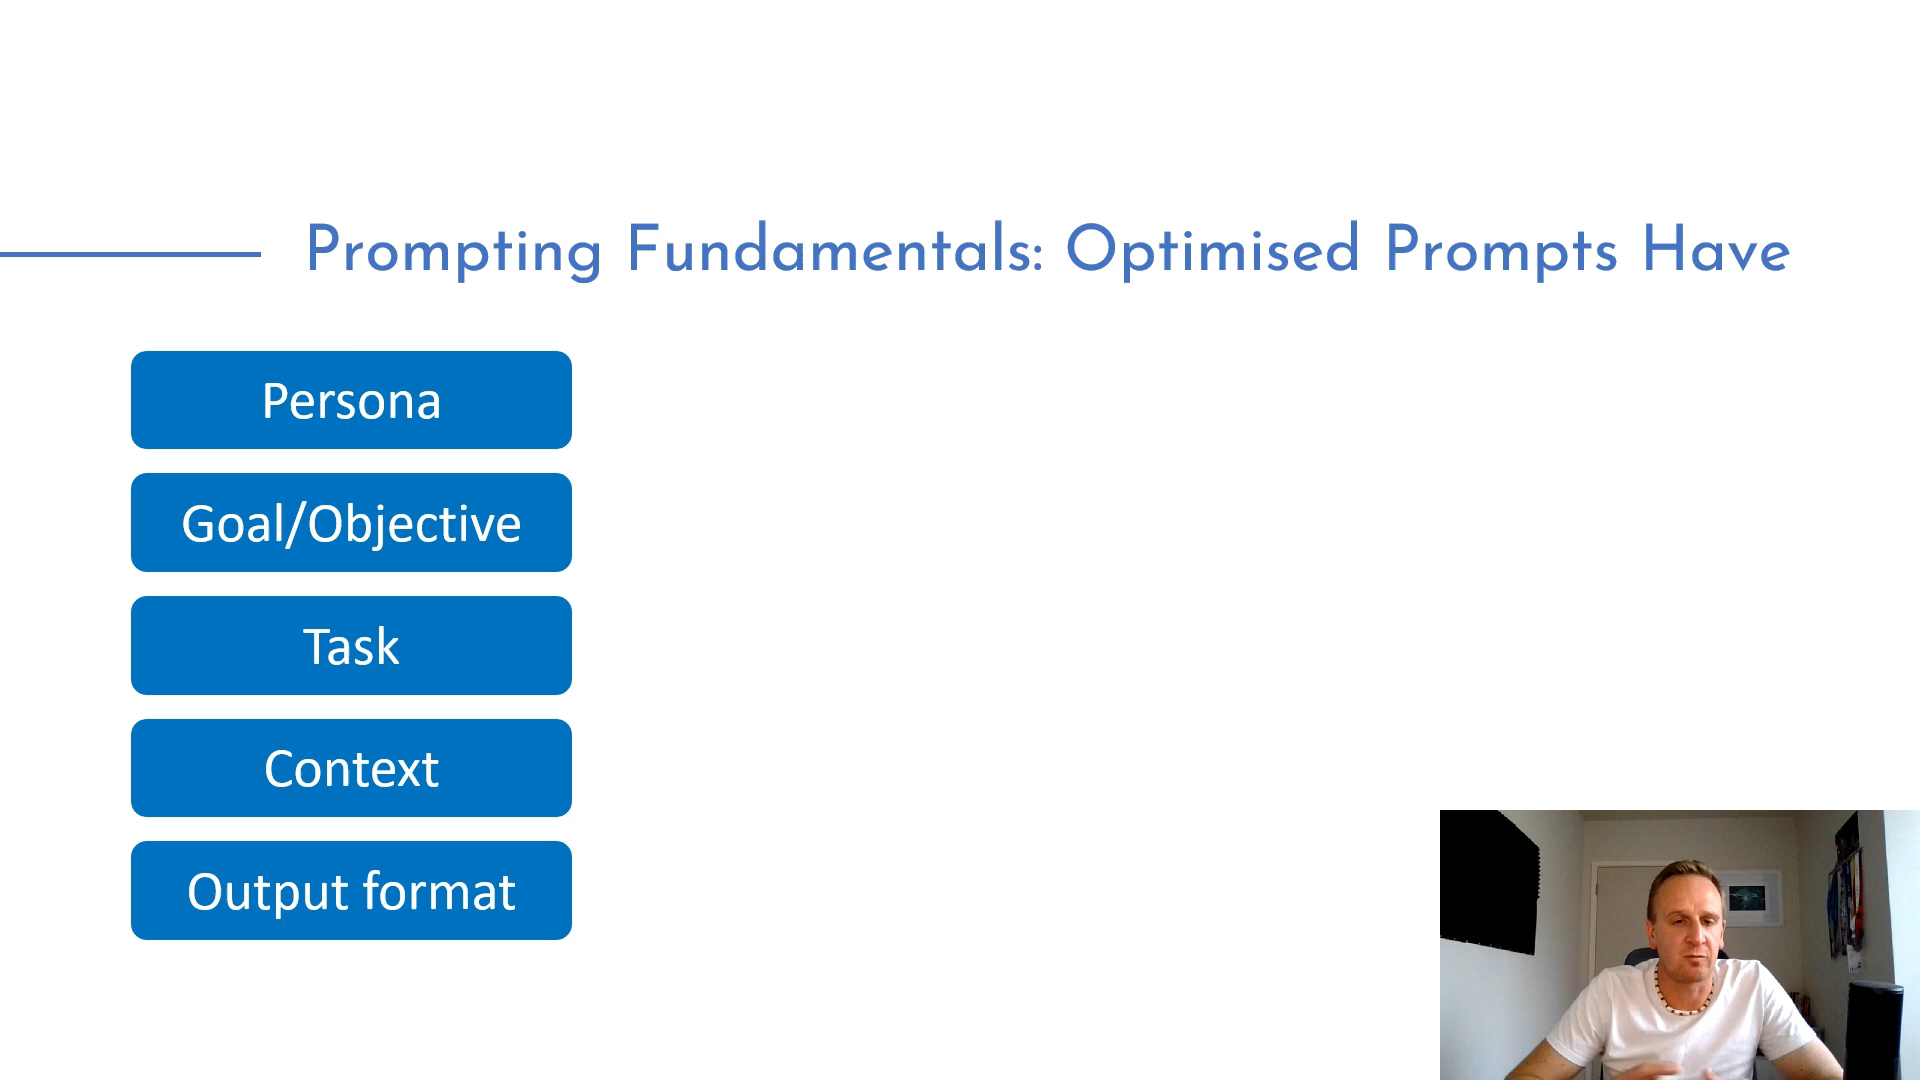 Prompting Fundamentals: Optimised Prompts Have
Persona
Goal/Objective
Task
Context
Output format